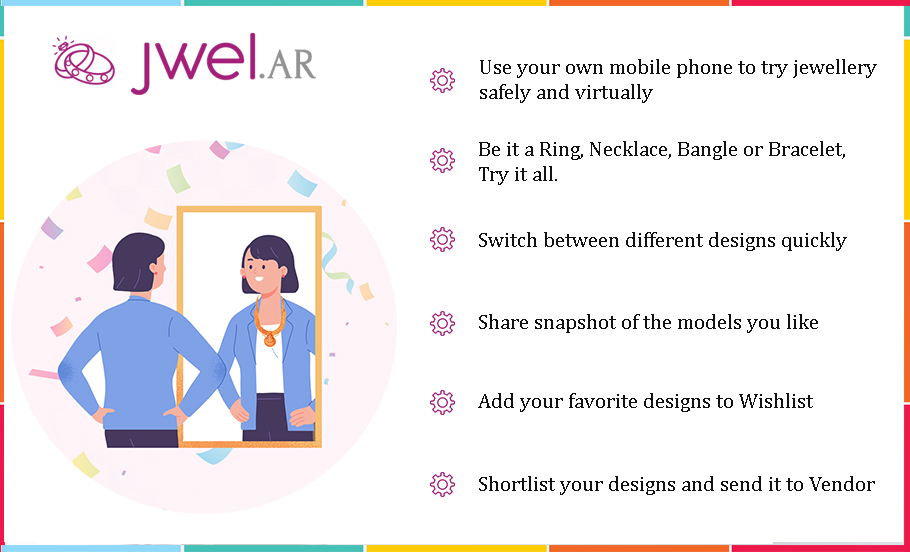 jwel.AR
Use your own mobile phone to try jewellery
safely and virtually
Be it a Ring, Necklace, Bangle or Bracelet,
Try it all.
Switch between different designs quickly
Share snapshot of the models you like
Add your favorite designs to Wishlist
Shortlist your designs and send it to Vendor